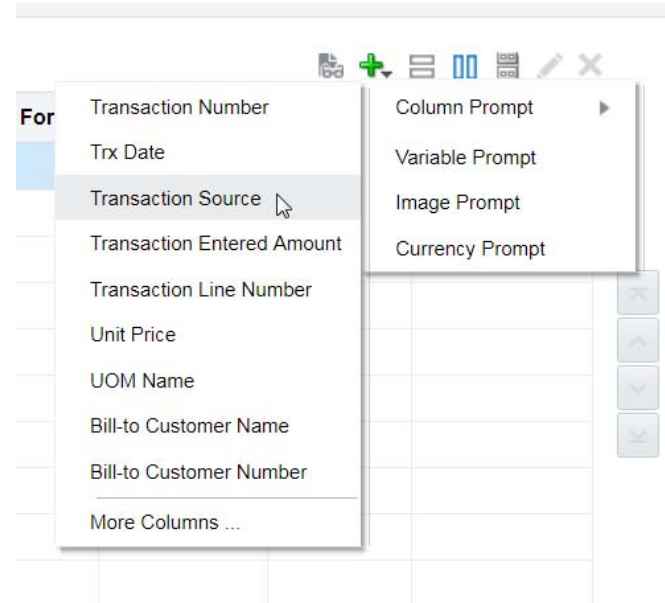 For
Transaction Number
Trx Date
Transaction Source
Transaction Entered Amount
Transaction Line Number
Unit Price
UOM Name
Bill-to Customer Name
Bill-to Customer Number
More Columns ...
Column Prompt
Variable Prompt
Image Prompt
Currency Prompt